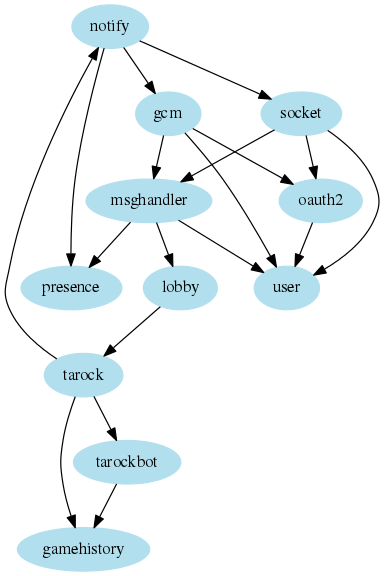 notify
gcm
socket
msghandler
oauth2
presence
lobby
user
tarock
tarockbot
gamehistory